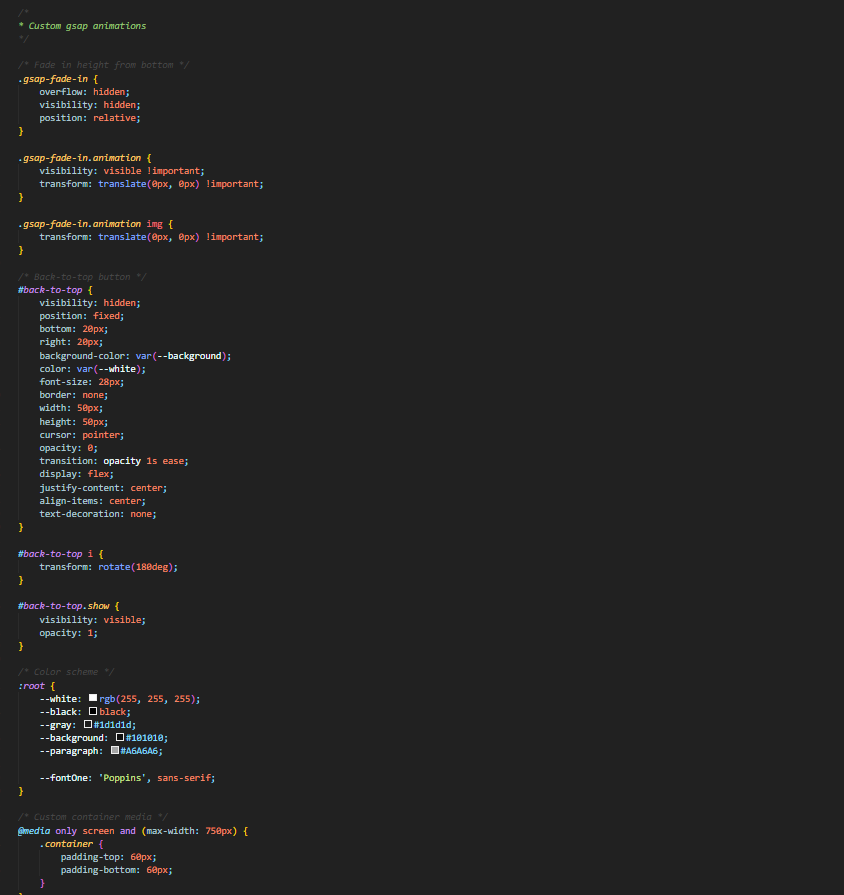 /*
* Custom gsap animations
*/

/* Fade in height from bottom */
.gsap-fade-in {
    overflow: hidden;
    visibility: hidden;
    position: relative;
}

.gsap-fade-in.animation {
    visibility: visible !important;
    transform: translate(0px, 0px) !important;
}

.gsap-fade-in.animation img {
    transform: translate(0px, 0px) !important;
}

/* Back-to-top button */
#back-to-top {
    visibility: hidden;
    position: fixed;
    bottom: 20px;
    right: 20px;
    background-color: var(--background);
    color: var(--white);
    font-size: 28px;
    border: none;
    width: 50px;
    height: 50px;
    cursor: pointer;
    opacity: 0;
    transition: opacity 1s ease;
    display: flex;
    justify-content: center;
    align-items: center;
    text-decoration: none;
}

#back-to-top i {
    transform: rotate(180deg);
}

#back-to-top.show {
    visibility: visible;
    opacity: 1;
}

/* Color scheme */
:root {
    --white: rgb(255, 255, 255);
    --black: black;
    --gray: #1d1d1d;
    --background: #101010;
    --paragraph: #A6A6A6;

    --fontOne: 'Poppins', sans-serif;
}

/* Custom container media */
@media only screen and (max-width: 750px) {
    .container {
        padding-top: 60px;
        padding-bottom: 60px;
    }
}